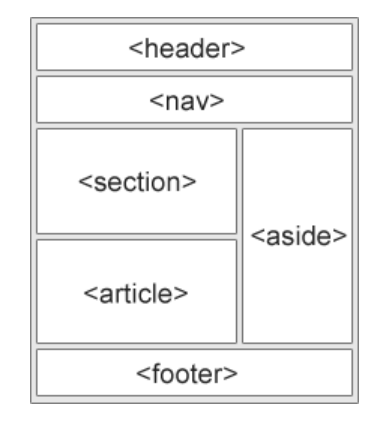 <header>
<nav>
<section>
<aside>
<article>
<footer>